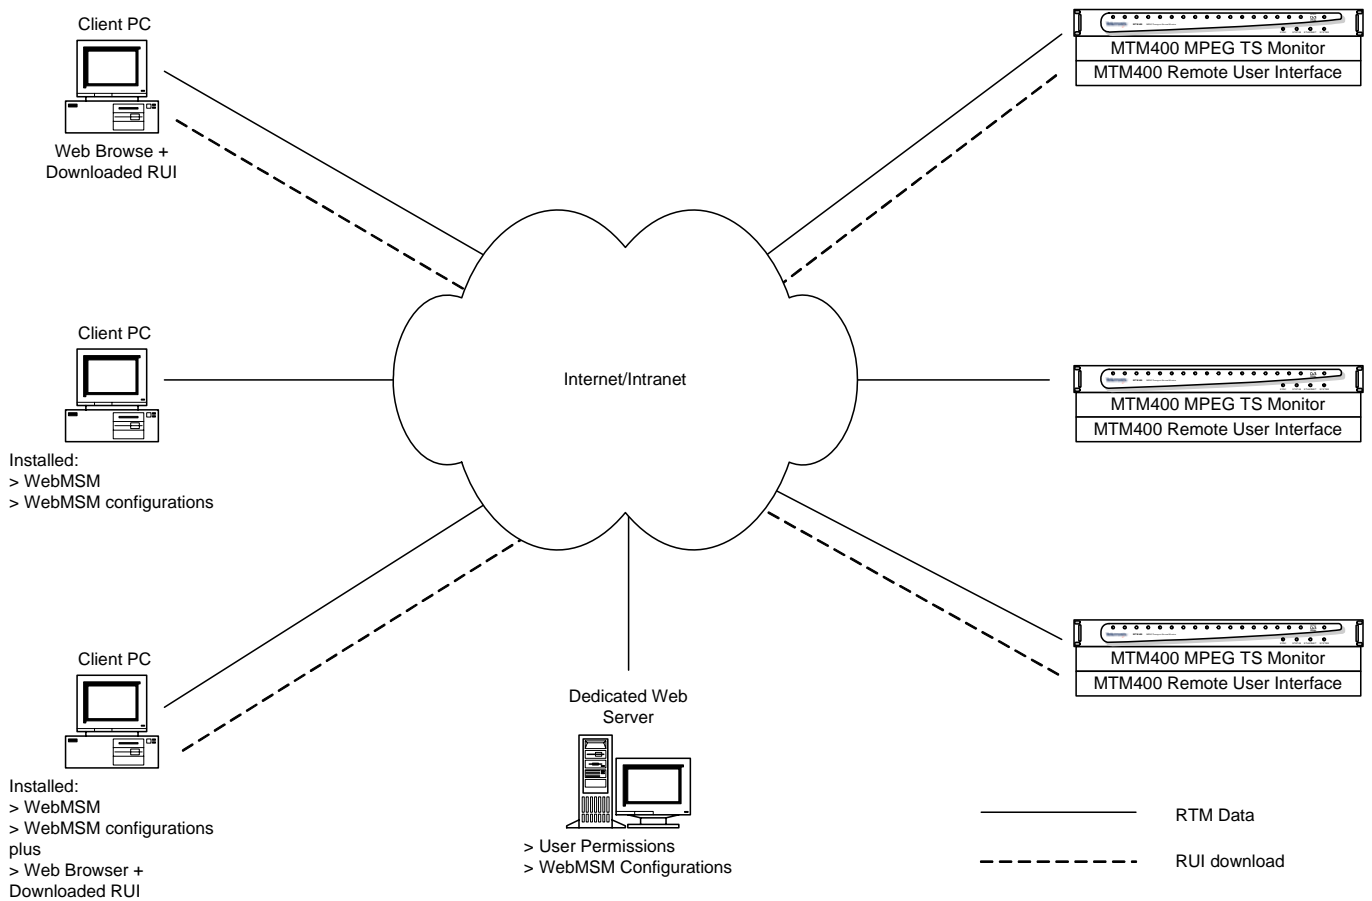 Client PC
Web Browse +
Downloaded RUI
MTM400 MPEG TS Monitor
MTM400 Remote User Interface
Client PC
Installed:
> WebMSM
> WebMSM configurations
Internet/Intranet
MTM400 MPEG TS Monitor
MTM400 Remote User Interface
Client PC
Installed:
> WebMSM
> WebMSM configurations
plus
> Web Browser +
Downloaded RUI
Dedicated Web
Server
> User Permissions
> WebMSM Configurations
MTM400 MPEG TS Monitor
MTM400 Remote User Interface
RTM Data
RUI download